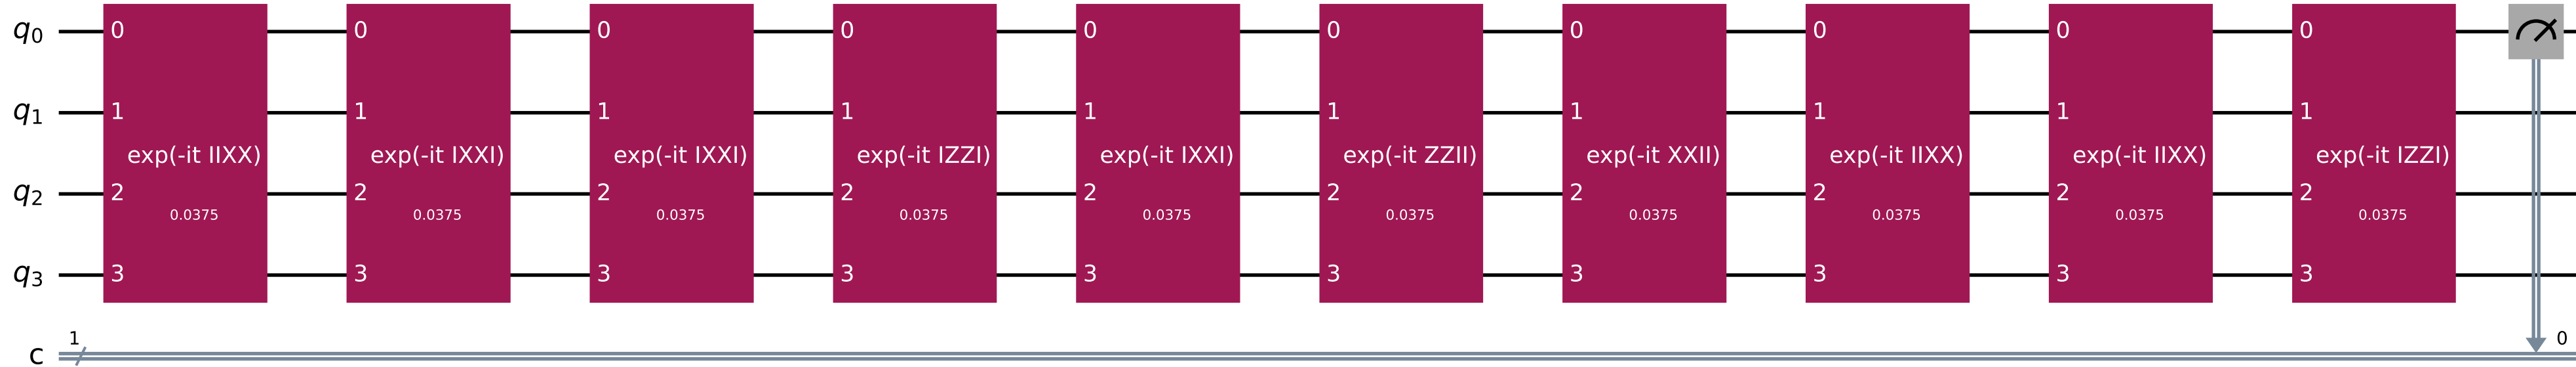 q0 0 0 0 0 0 0 0 0 0 0
q1 1 1 1 1 1 1 1 1 1 1
exp(-it IIXX) exp(-it IXXI) exp(-it IXXI) exp(-it IZZI) exp(-it IXXI) exp(-it ZZII) exp(-it XXII) exp(-it IIXX) exp(-it IIXX) exp(-it IZZI)
q2 2 2 2 2 2 2 2 2 2 2
0.0375 0.0375 0.0375 0.0375 0.0375 0.0375 0.0375 0.0375 0.0375 0.0375
q3 3 3 3 3 3 3 3 3 3 3
1 0
c